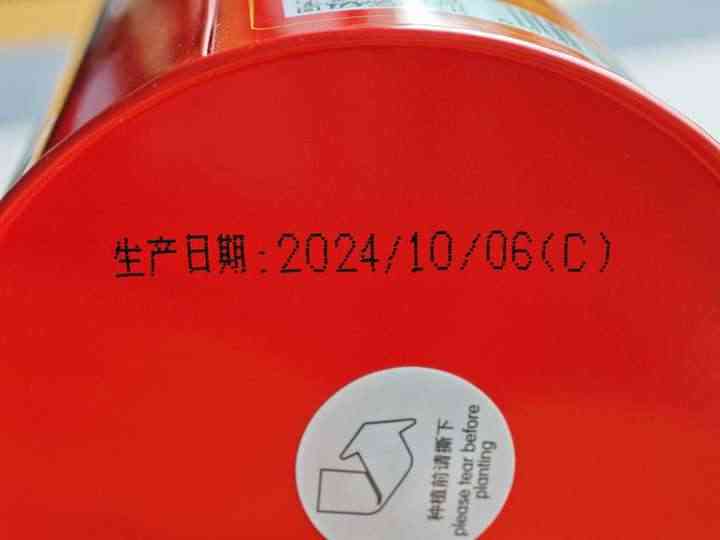 生产日期:2024/10/06(C)
种植前请撕下
please tear before
planting